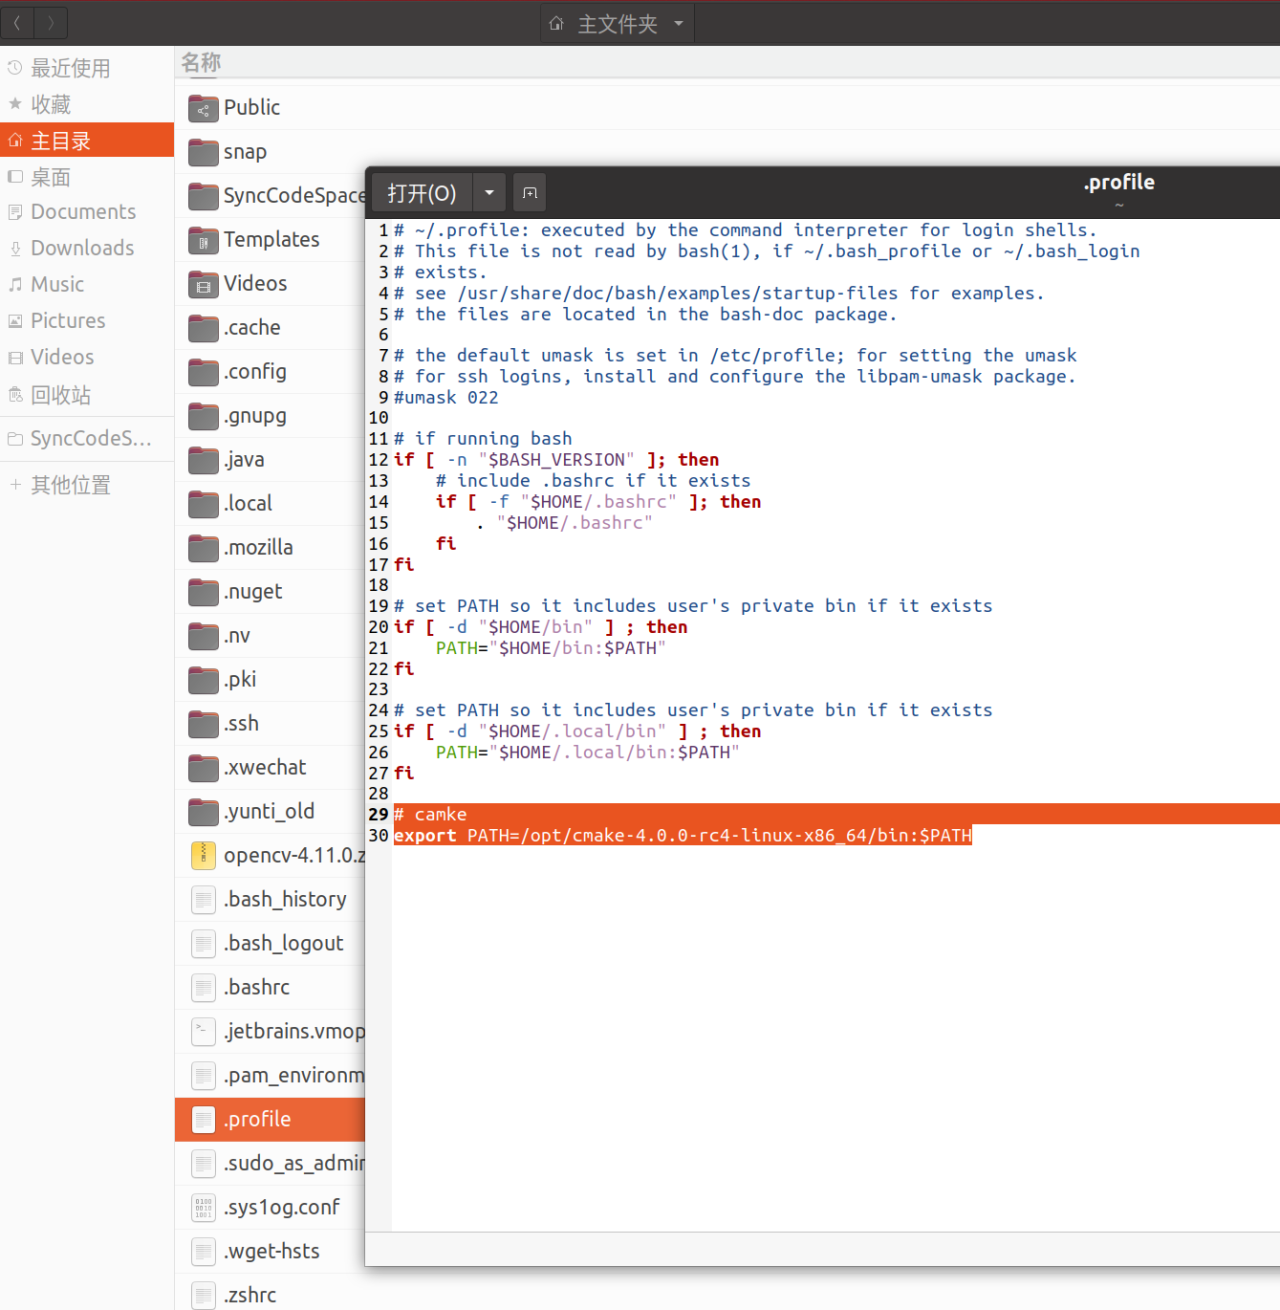 主文件夹
最近使用
收藏
主目录
桌面
Documents
Downloads
Music
Pictures
Videos
回收站
SyncCodeS...
其他位置
名称
Public
snap
SyncCodeSpace
Templates
Videos
.cache
.config
.gnupg
.java
.local
.mozilla
.nuget
.nv
.pki
.ssh
.xwechat
.yunti_old
opencv-4.11.0.z
.bash_history
.bash_logout
.bashrc
.jetbrains.vmop
.pam_environm
.profile
.sudo_as_admin
.sys1og.conf
.wget-hsts
.zshrc
打开(O)
.profile
~
1 # ~/.profile: executed by the command interpreter for login shells.
2 # This file is not read by bash(1), if ~/.bash_profile or ~/.bash_login
3 # exists.
4 # see /usr/share/doc/bash/examples/startup-files for examples.
5 # the files are located in the bash-doc package.
6
7 # the default umask is set in /etc/profile; for setting the umask
8 # for ssh logins, install and configure the libpam-umask package.
9 #umask 022
10
11 # if running bash
12 if [ -n "$BASH_VERSION" ]; then
13     # include .bashrc if it exists
14     if [ -f "$HOME/.bashrc" ]; then
15         . "$HOME/.bashrc"
16     fi
17 fi
18
19 # set PATH so it includes user's private bin if it exists
20 if [ -d "$HOME/bin" ] ; then
21     PATH="$HOME/bin:$PATH"
22 fi
23
24 # set PATH so it includes user's private bin if it exists
25 if [ -d "$HOME/.local/bin" ] ; then
26     PATH="$HOME/.local/bin:$PATH"
27 fi
28
29 # camke
30 export PATH=/opt/cmake-4.0.0-rc4-linux-x86_64/bin:$PATH